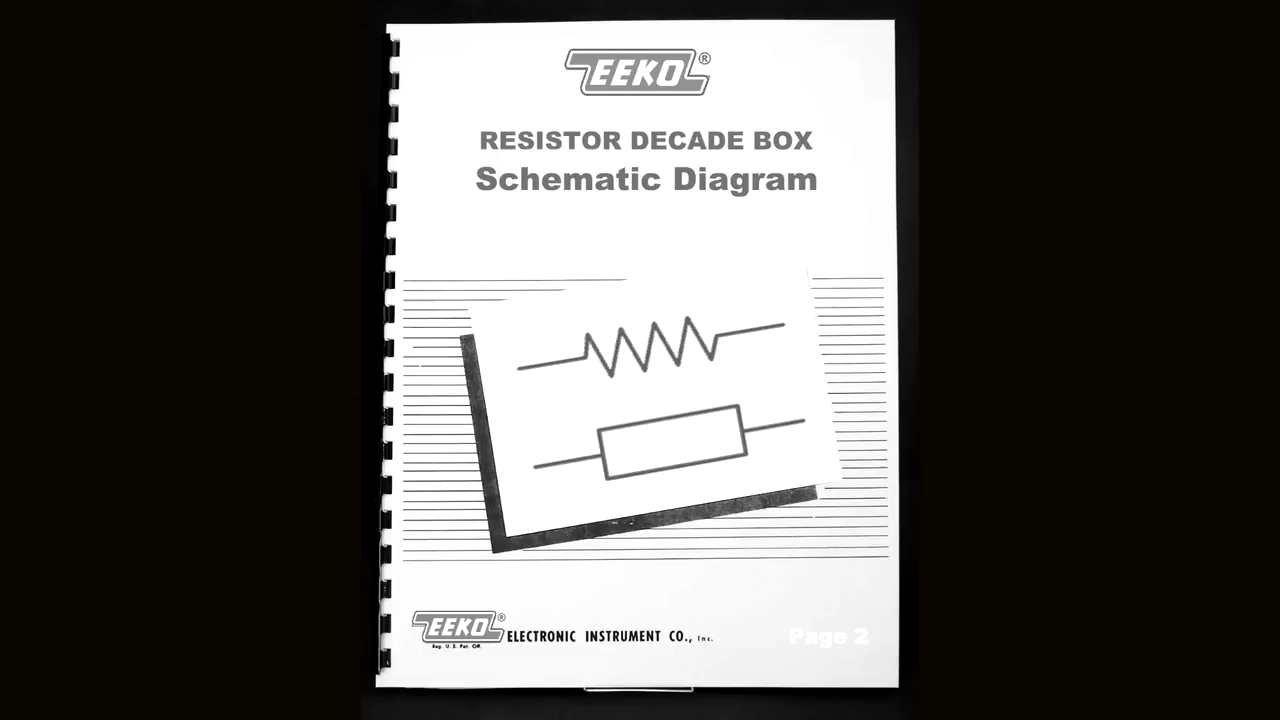 EEKO®
RESISTOR DECADE BOX
Schematic Diagram
EEKO®
Reg. U. S. Pat. Off.
ELECTRONIC INSTRUMENT CO., Inc.
Page 2